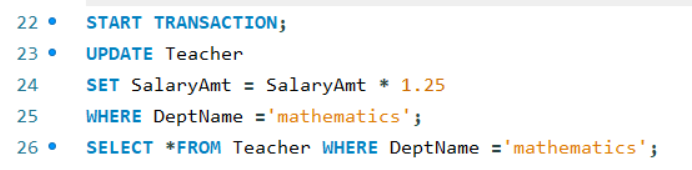 22 START TRANSACTION;
23 UPDATE Teacher
24 SET SalaryAmt = SalaryAmt * 1.25
25 WHERE DeptName ='mathematics';
26 SELECT *FROM Teacher WHERE DeptName ='mathematics';